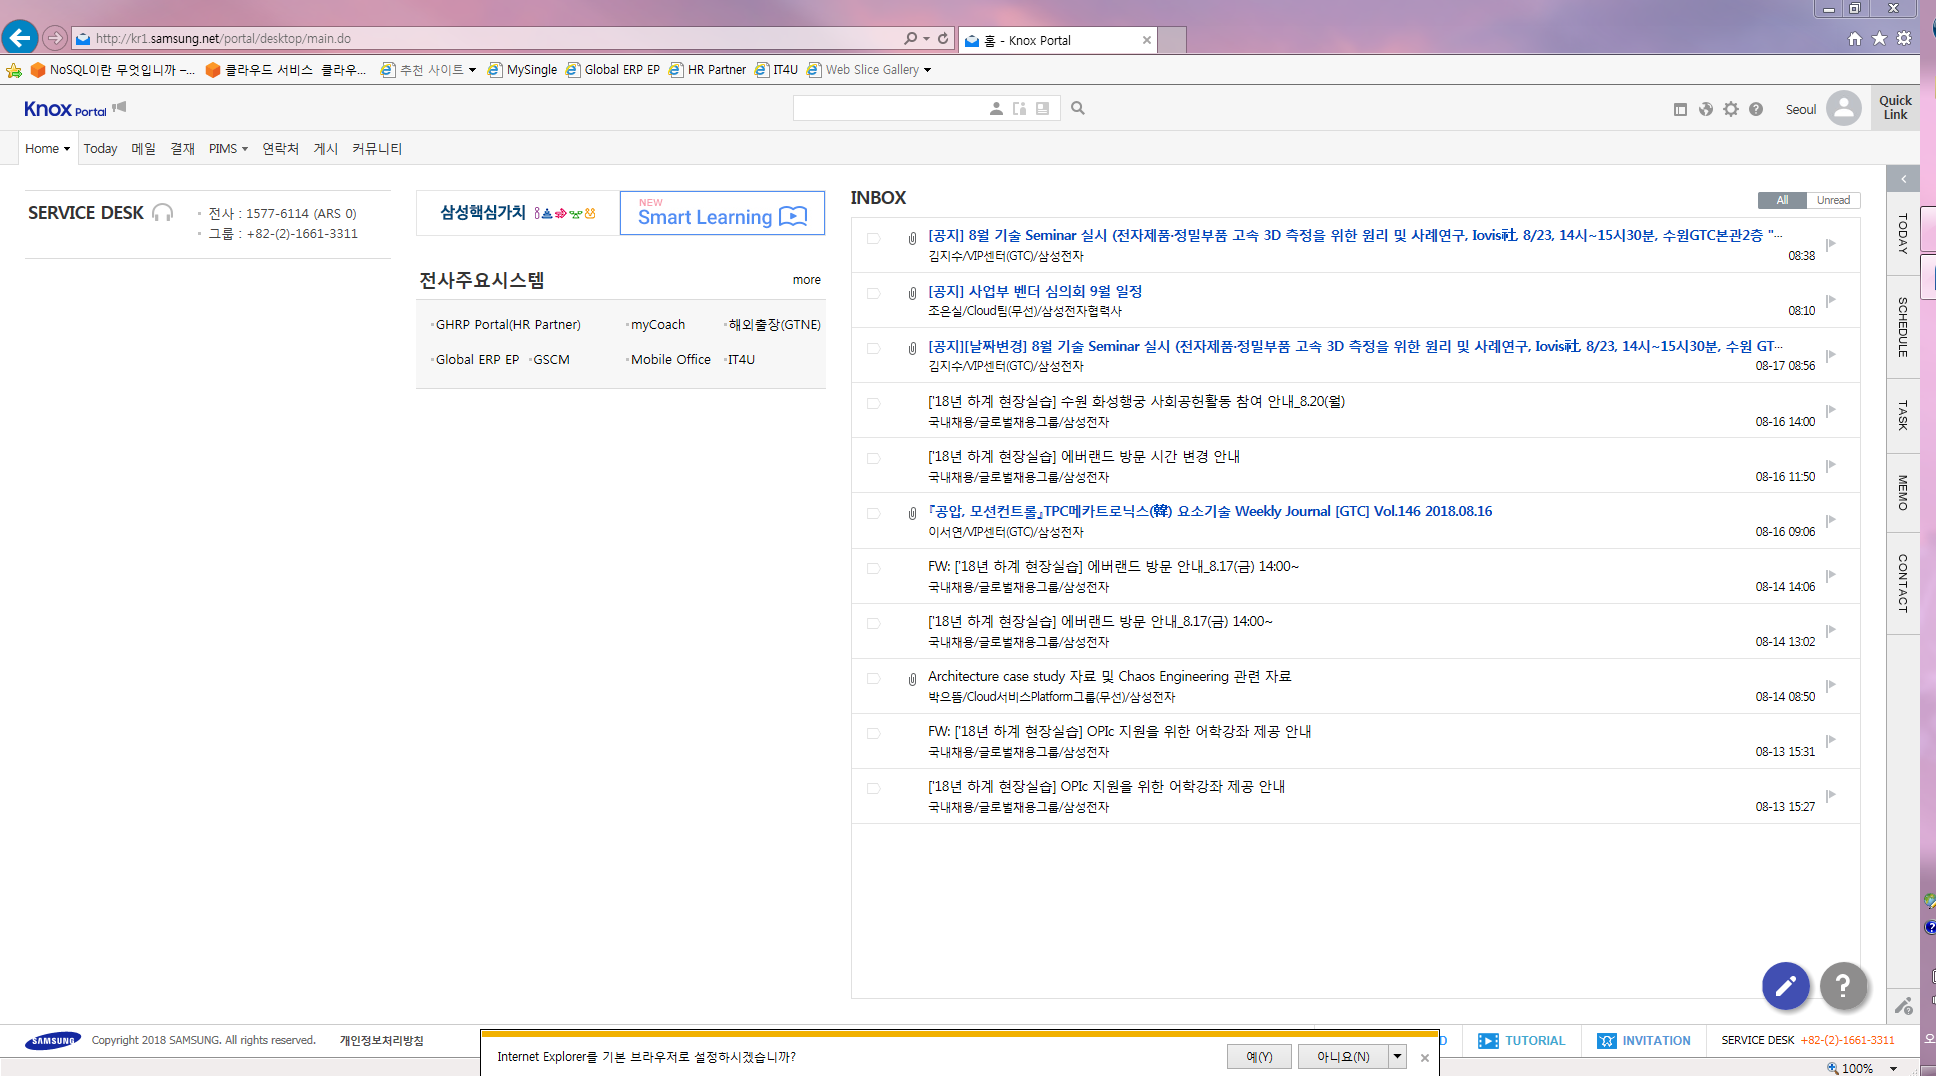 http://kr1.samsung.net/portal/desktop/main.do
홈 - Knox Portal
NoSQL이란 무엇입니까 –...
클라우드 서비스 클라우...
추천 사이트
MySingle
Global ERP EP
HR Partner
IT4U
Web Slice Gallery
Knox Portal
Seoul
Quick Link
Home
Today
메일
결재
PIMS
연락처
게시
커뮤니티
SERVICE DESK
전사 : 1577-6114 (ARS 0)
그룹 : +82-(2)-1661-3311
삼성핵심가치
NEW
Smart Learning
전사주요시스템
more
GHRP Portal(HR Partner)
myCoach
해외출장(GTNE)
Global ERP EP
GSCM
Mobile Office
IT4U
INBOX
All
Unread
[공지] 8월 기술 Seminar 실시 (전자제품·정밀부품 고속 3D 측정을 위한 원리 및 사례연구, Iovis社, 8/23, 14시~15시30분, 수원GTC본관2층 "...
김지수/VIP센터(GTC)/삼성전자
08:38
[공지] 사업부 벤더 심의회 9월 일정
조은실/Cloud팀(무선)/삼성전자협력사
08:10
[공지][날짜변경] 8월 기술 Seminar 실시 (전자제품·정밀부품 고속 3D 측정을 위한 원리 및 사례연구, Iovis社, 8/23, 14시~15시30분, 수원 GT...
김지수/VIP센터(GTC)/삼성전자
08-17 08:56
['18년 하계 현장실습] 수원 화성행궁 사회공헌활동 참여 안내_8.20(월)
국내채용/글로벌채용그룹/삼성전자
08-16 14:00
['18년 하계 현장실습] 에버랜드 방문 시간 변경 안내
국내채용/글로벌채용그룹/삼성전자
08-16 11:50
『공압, 모션컨트롤』TPC메카트로닉스(韓) 요소기술 Weekly Journal [GTC] Vol.146 2018.08.16
이서연/VIP센터(GTC)/삼성전자
08-16 09:06
FW: ['18년 하계 현장실습] 에버랜드 방문 안내_8.17(금) 14:00~
국내채용/글로벌채용그룹/삼성전자
08-14 14:06
['18년 하계 현장실습] 에버랜드 방문 안내_8.17(금) 14:00~
국내채용/글로벌채용그룹/삼성전자
08-14 13:02
Architecture case study 자료 및 Chaos Engineering 관련 자료
박으뜸/Cloud서비스Platform그룹(무선)/삼성전자
08-14 08:50
FW: ['18년 하계 현장실습] OPIc 지원을 위한 어학강좌 제공 안내
국내채용/글로벌채용그룹/삼성전자
08-13 15:31
['18년 하계 현장실습] OPIc 지원을 위한 어학강좌 제공 안내
국내채용/글로벌채용그룹/삼성전자
08-13 15:27
TODAY
SCHEDULE
TASK
MEMO
CONTACT
SAMSUNG
Copyright 2018 SAMSUNG. All rights reserved.
개인정보처리방침
Internet Explorer를 기본 브라우저로 설정하시겠습니까?
예(Y)
아니요(N)
TUTORIAL
INVITATION
SERVICE DESK +82-(2)-1661-3311
100%